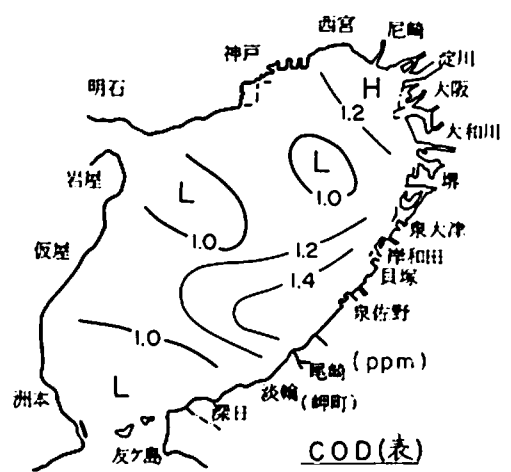 西宮
尼崎
神戸
淀川
H
大阪
明石
1.2
大和川
L
岩屋
L
1.0
堺
泉大津
1.0
1.2
岸和田
仮屋
貝塚
1.4
泉佐野
1.0
尾崎 (ppm)
L
淡輪
洲本
深日
(岬町)
友ケ島
COD(表)